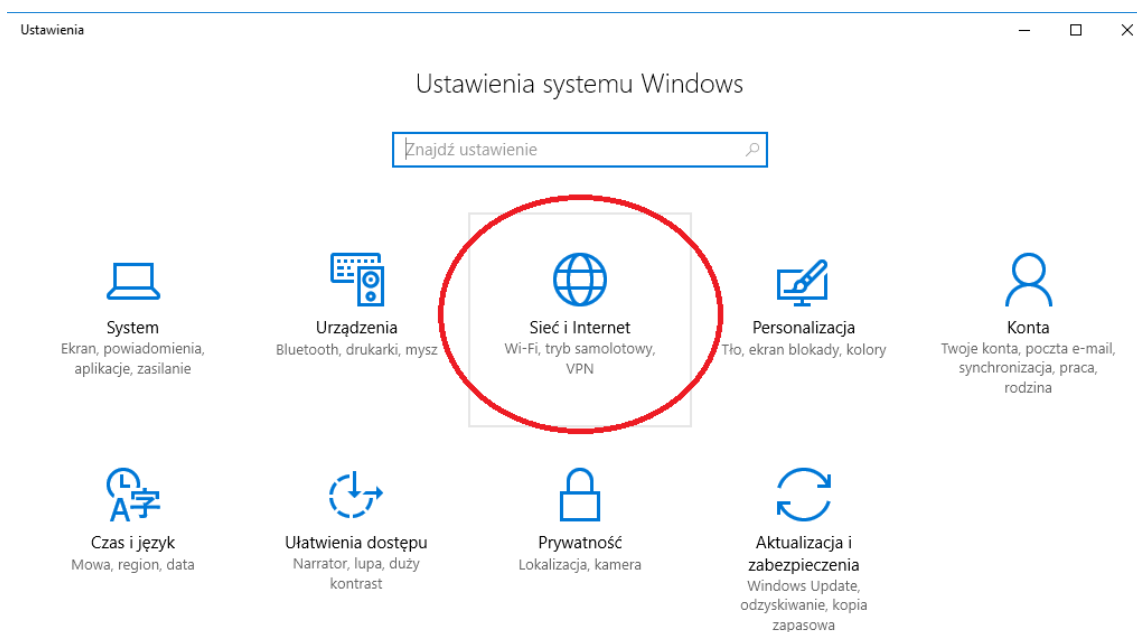 Ustawienia
Ustawienia systemu Windows
Znajdź ustawienie
System
Ekran, powiadomienia,
aplikacje, zasilanie
Urządzenia
Bluetooth, drukarki, mysz
Sieć i Internet
Wi-Fi, tryb samolotowy,
VPN
Personalizacja
Tło, ekran blokady, kolory
Konta
Twoje konta, poczta e-mail,
synchronizacja, praca,
rodzina
Czas i język
Mowa, region, data
Ułatwienia dostępu
Narrator, lupa, duży
kontrast
Prywatność
Lokalizacja, kamera
Aktualizacja i
zabezpieczenia
Windows Update,
odzyskiwanie, kopia
zapasowa